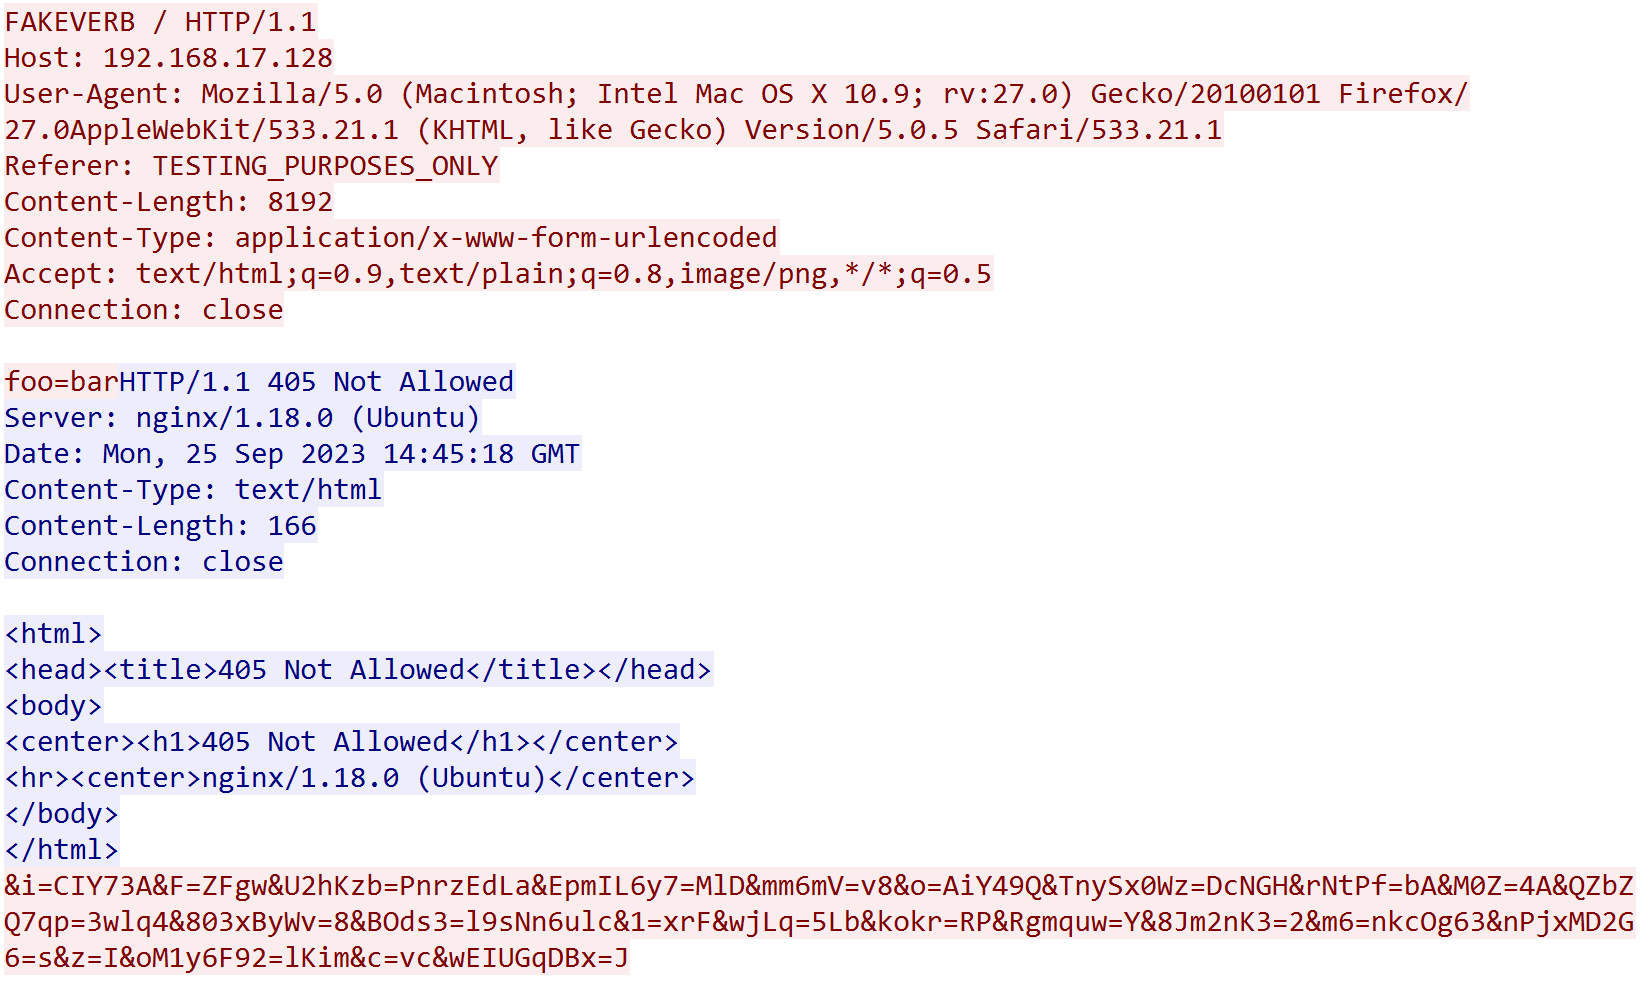 FAKEVERB / HTTP/1.1
Host: 192.168.17.128
User-Agent: Mozilla/5.0 (Macintosh; Intel Mac OS X 10.9; rv:27.0) Gecko/20100101 Firefox/
27.0AppleWebKit/533.21.1 (KHTML, like Gecko) Version/5.0.5 Safari/533.21.1
Referer: TESTING_PURPOSES_ONLY
Content-Length: 8192
Content-Type: application/x-www-form-urlencoded
Accept: text/html;q=0.9,text/plain;q=0.8,image/png,*/*;q=0.5
Connection: close
foo=barHTTP/1.1 405 Not Allowed
Server: nginx/1.18.0 (Ubuntu)
Date: Mon, 25 Sep 2023 14:45:18 GMT
Content-Type: text/html
Content-Length: 166
Connection: close
<html>
<head><title>405 Not Allowed</title></head>
<body>
<center><h1>405 Not Allowed</h1></center>
<hr><center>nginx/1.18.0 (Ubuntu)</center>
</body>
</html>
&i=CIY73A&F=ZFgw&U2hKzb=PnrzEdLa&EpmIL6y7=MlD&mm6mV=v8&o=AiY49Q&TnySx0Wz=DcNGH&rNtPf=bA&M0Z=4A&QZbZ
Q7qp=3wlq4&803xByWv=8&BOds3=l9sNn6ulc&1=xrF&wjLq=5Lb&kokr=RP&Rgmquw=Y&8Jm2nK3=2&m6=nkcOg63&nPjxMD2G
6=s&z=I&oM1y6F92=lKim&c=vc&wEIUGqDBx=J